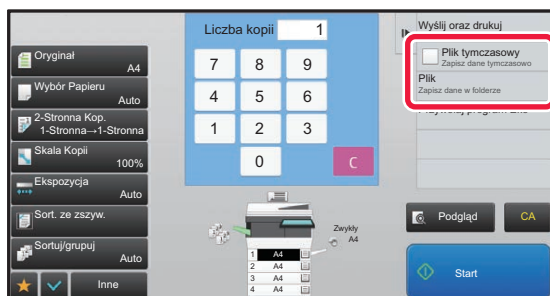 Liczba kopii 1
Oryginał
A4
Wybór Papieru
Auto
2-Stronna Kop.
1-Stronna→1-Stronna
Skala Kopii
100%
Ekspozycja
Auto
Sort. ze zszyw.
Sortuj/grupuj
Auto
Inne
7 8 9
4 5 6
1 2 3
0 C
Zwykły
A4
1 A4
2 A4
3 A4
4 A4
Wyślij oraz drukuj
Plik tymczasowy
Zapisz dane tymczasowo
Plik
Zapisz dane w folderze
program
Podgląd CA
Start